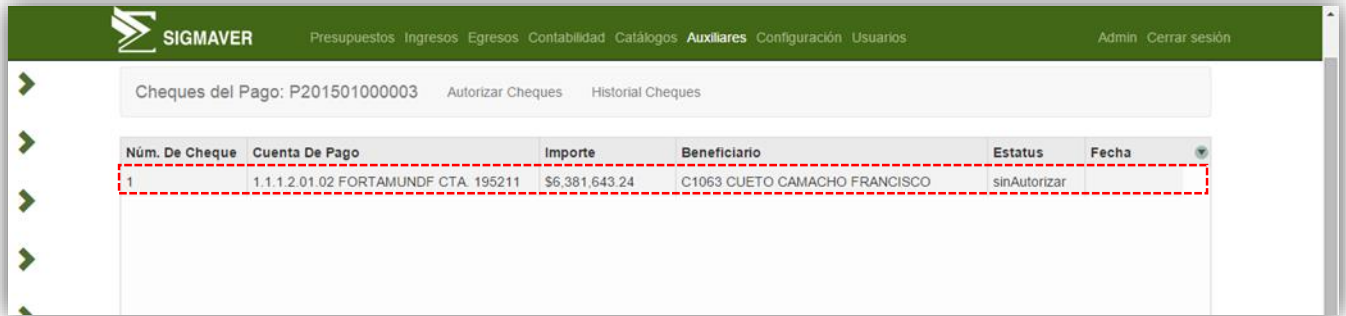 SIGMAVER Presupuestos Ingresos Egresos Contabilidad Catálogos Auxiliares Configuración Usuarios Admin Cerrar sesión
Cheques del Pago: P201501000003 Autorizar Cheques Historial Cheques
Núm. De Cheque Cuenta De Pago Importe Beneficiario Estatus Fecha
1 1.1.1.2.01.02 FORTAMUNDF CTA. 195211 $6,381,643.24 C1063 CUETO CAMACHO FRANCISCO sinAutorizar